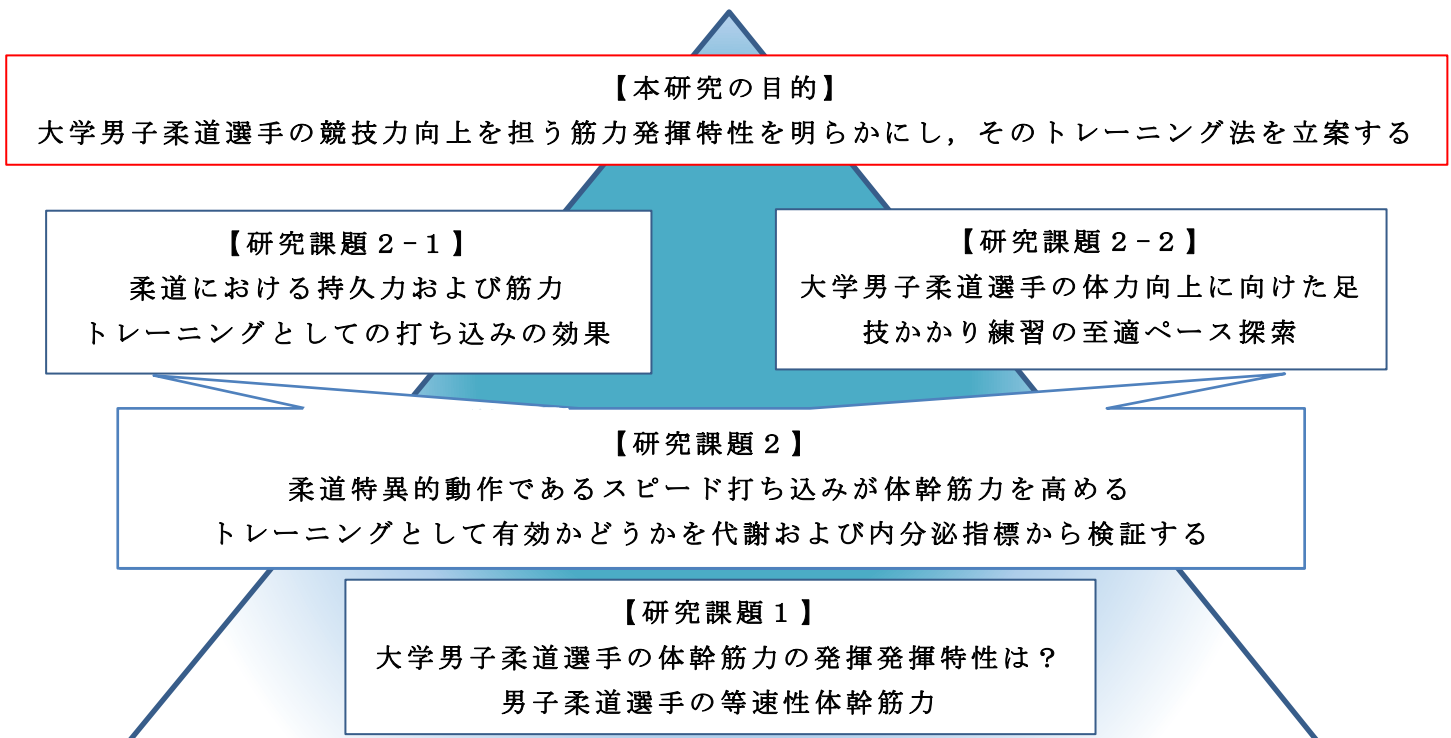 【本研究の目的】
大学男子柔道選手の競技力向上を担う筋力発揮特性を明らかにし，そのトレーニング法を立案する
【研究課題２-１】
柔道における持久力および筋力
トレーニングとしての打ち込みの効果
【研究課題２-２】
大学男子柔道選手の体力向上に向けた足
技かかり練習の至適ペース探索
【研究課題２】
柔道特異的動作であるスピード打ち込みが体幹筋力を高める
トレーニングとして有効かどうかを代謝および内分泌指標から検証する
【研究課題１】
大学男子柔道選手の体幹筋力の発揮発揮特性は？
男子柔道選手の等速性体幹筋力